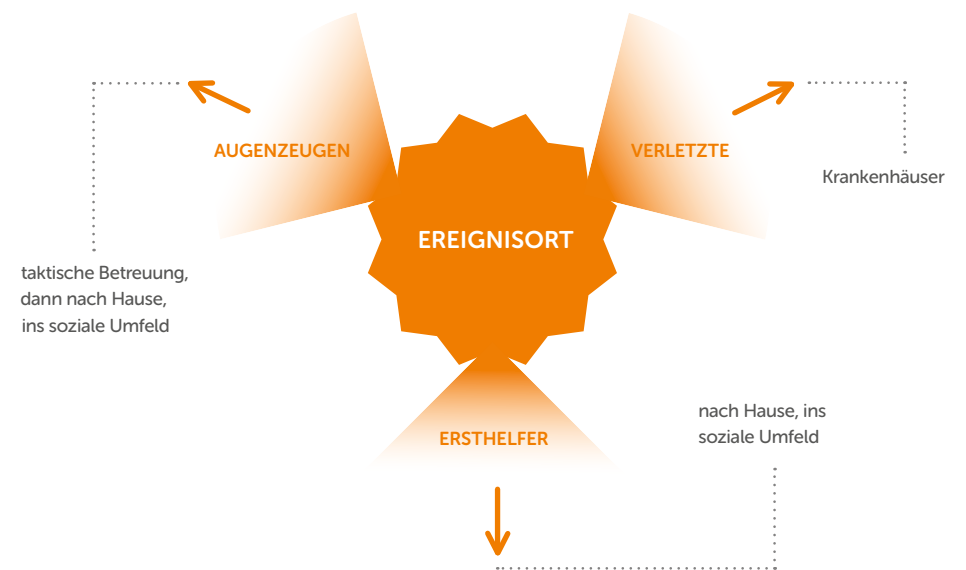 AUGENZEUGEN
VERLETZTE
Krankenhäuser
EREIGNISORT
taktische Betreuung,
dann nach Hause,
ins soziale Umfeld
ERSTHELFER
nach Hause, ins
soziale Umfeld